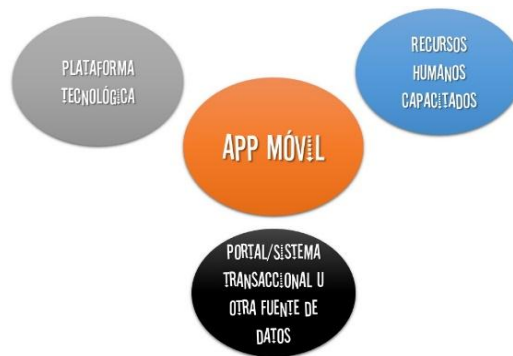 PLATAFORMA
TECNOLÓGICA
RECURSOS
HUMANOS
CAPACITADOS
APP MÓVIL
PORTAL/SISTEMA
TRANSACCIONAL U
OTRA FUENTE DE
DATOS